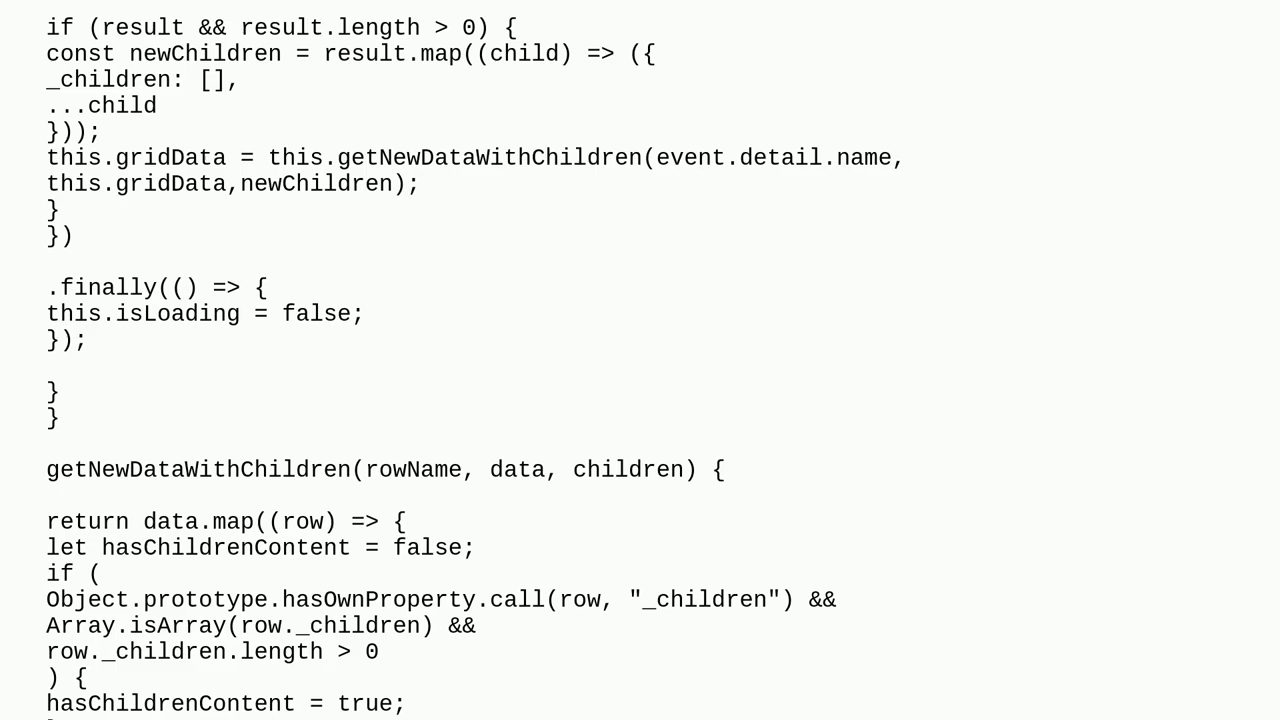 if (result && result.length > 0) {
const newChildren = result.map((child) => ({
_children: [],
...child
}));
this.gridData = this.getNewDataWithChildren(event.detail.name,
this.gridData,newChildren);
}
})
.finally(() => {
this.isLoading = false;
});
}
}
getNewDataWithChildren(rowName, data, children) {
return data.map((row) => {
let hasChildrenContent = false;
if (
Object.prototype.hasOwnProperty.call(row, "_children") &&
Array.isArray(row._children) &&
row._children.length > 0
) {
hasChildrenContent = true;